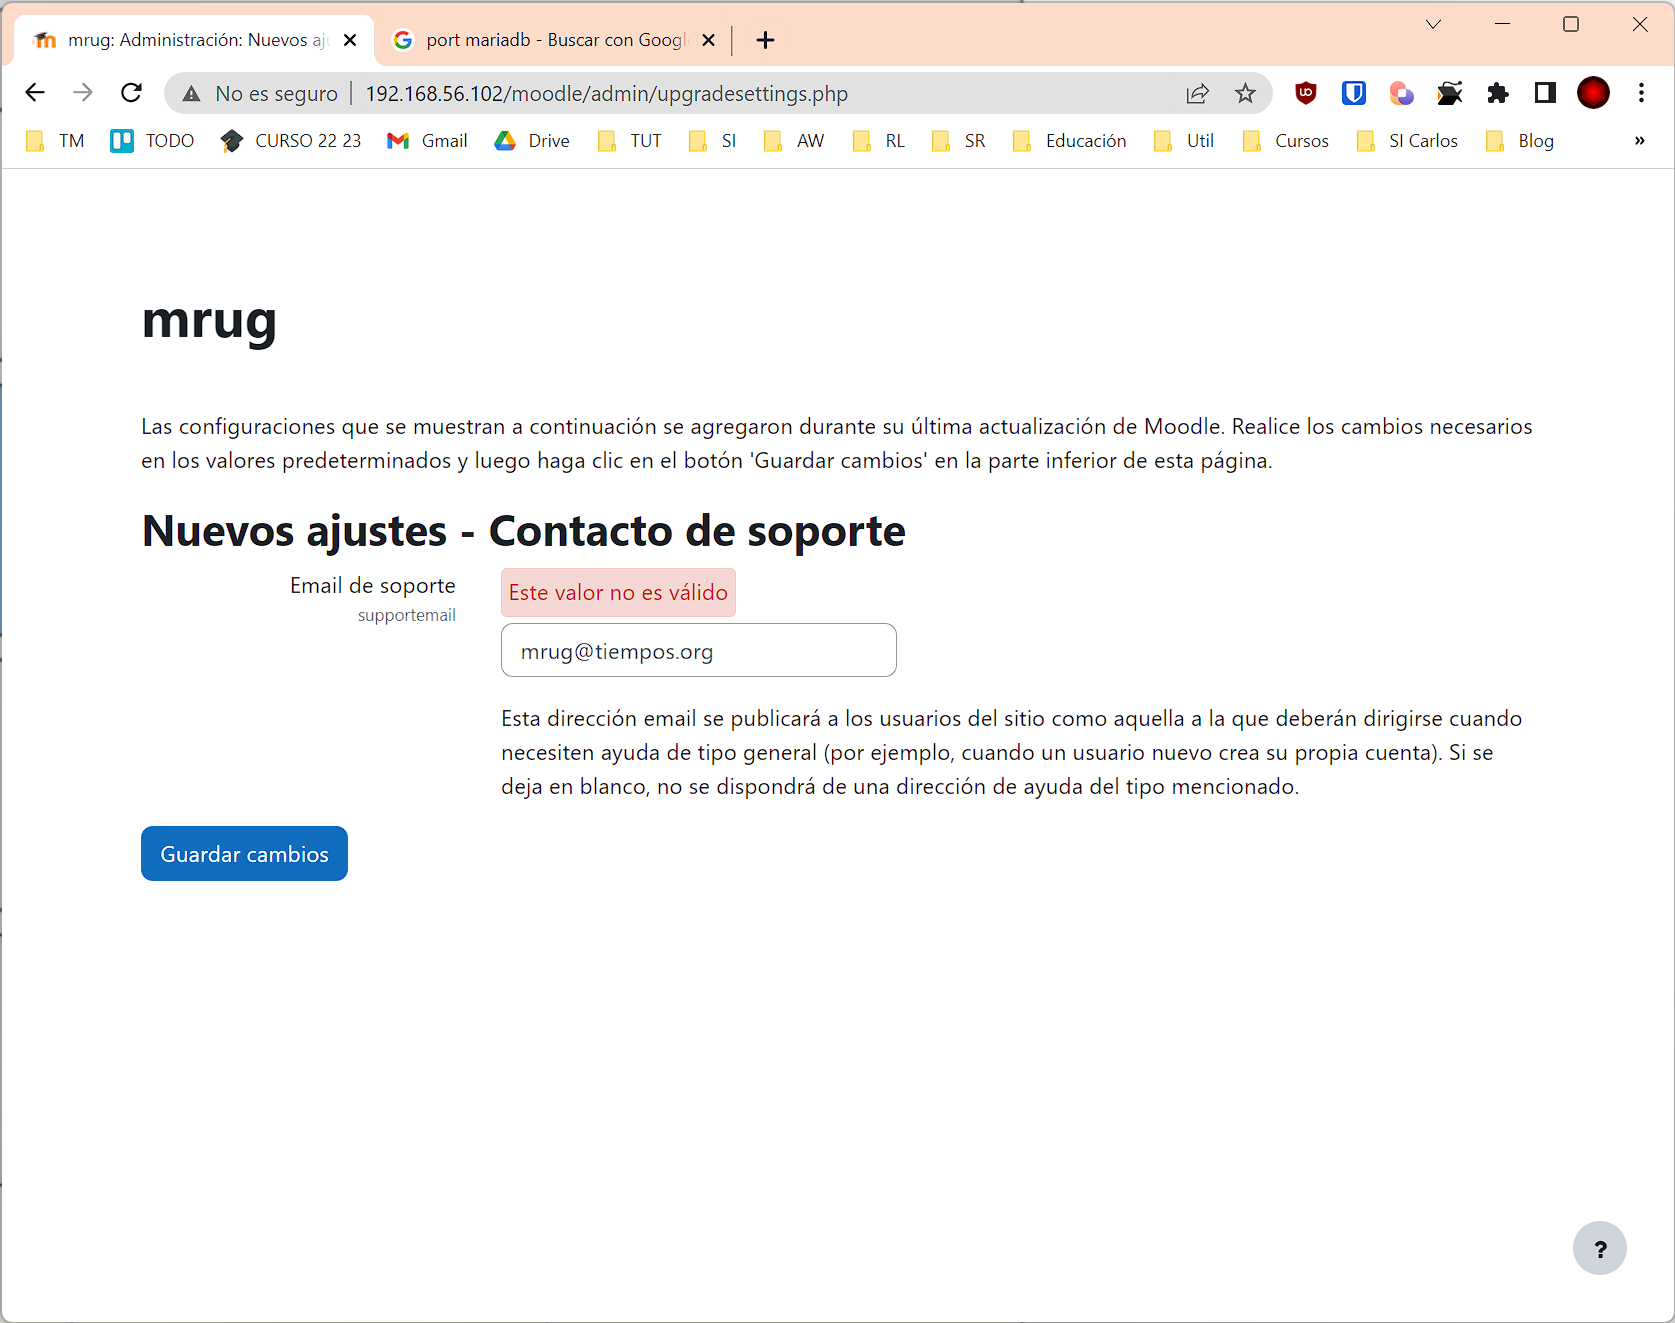 mrug: Administración: Nuevos aju
port mariadb - Buscar con Googl
No es seguro
192.168.56.102/moodle/admin/upgradesettings.php
TM
TODO
CURSO 22 23
Gmail
Drive
TUT
SI
AW
RL
SR
Educación
Util
Cursos
SI Carlos
Blog
»
mrug
Las configuraciones que se muestran a continuación se agregaron durante su última actualización de Moodle. Realice los cambios necesarios
en los valores predeterminados y luego haga clic en el botón 'Guardar cambios' en la parte inferior de esta página.
Nuevos ajustes - Contacto de soporte
Email de soporte
supportemail
Este valor no es válido
mrug@tiempos.org
Esta dirección email se publicará a los usuarios del sitio como aquella a la que deberán dirigirse cuando
necesiten ayuda de tipo general (por ejemplo, cuando un usuario nuevo crea su propia cuenta). Si se
deja en blanco, no se dispondrá de una dirección de ayuda del tipo mencionado.
Guardar cambios
?